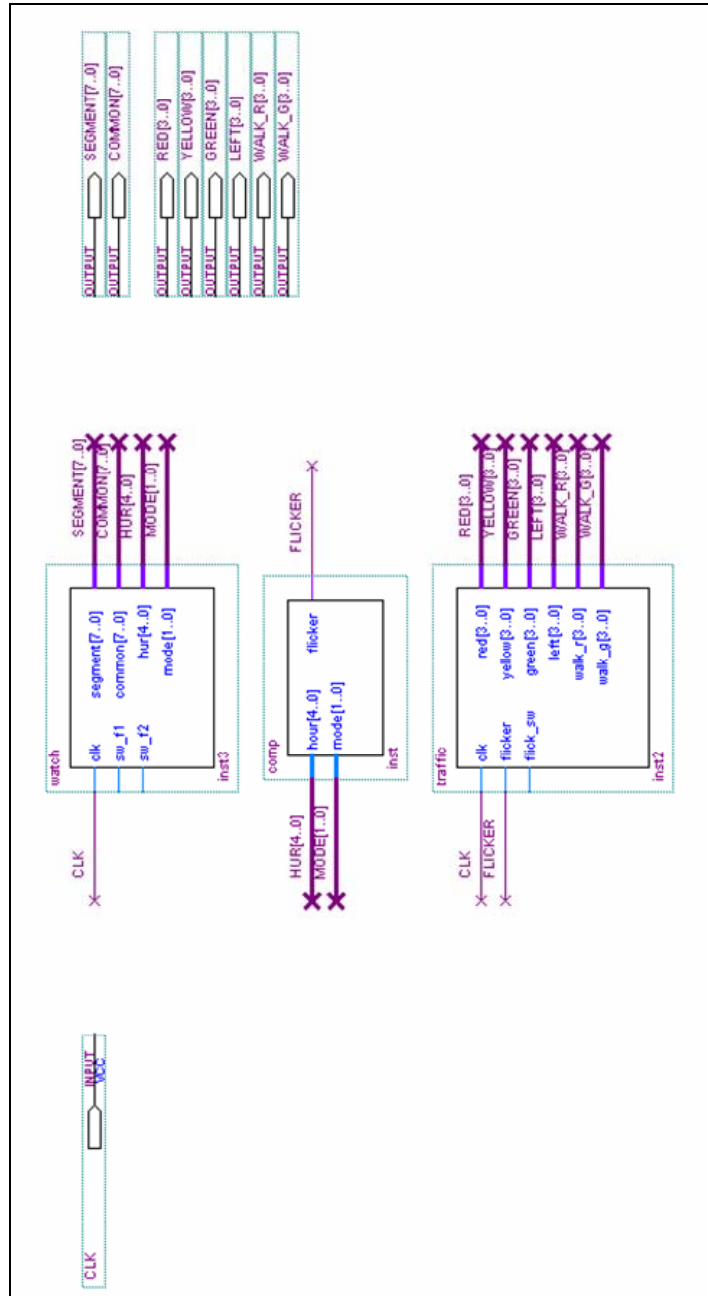 CLK
INPUT
VCC
watch
CLK
clk
segment[7..0]
SEGMENT[7..0]
sw_f1
common[7..0]
COMMON[7..0]
sw_f2
hur[4..0]
HUR[4..0]
mode[1..0]
MODE[1..0]
inst3
comp
HUR[4..0]
hour[4..0]
flicker
FLICKER
MODE[1..0]
mode[1..0]
inst
traffic
CLK
clk
red[3..0]
RED[3..0]
FLICKER
flicker
yellow[3..0]
YELLOW[3..0]
flick_sw
green[3..0]
GREEN[3..0]
left[3..0]
LEFT[3..0]
walk_r[3..0]
WALK_R[3..0]
walk_g[3..0]
WALK_G[3..0]
inst2
OUTPUT SEGMENT[7..0]
OUTPUT COMMON[7..0]
OUTPUT RED[3..0]
OUTPUT YELLOW[3..0]
OUTPUT GREEN[3..0]
OUTPUT LEFT[3..0]
OUTPUT WALK_R[3..0]
OUTPUT WALK_G[3..0]